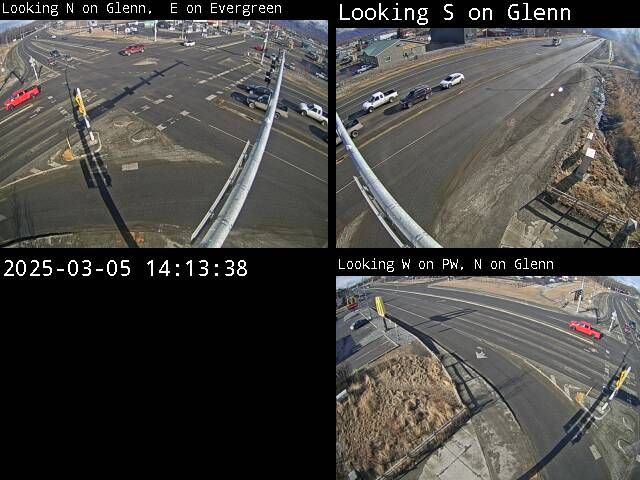 Looking N on Glenn,  E on Evergreen
Looking S on Glenn
2025-03-05 14:13:38
Looking W on PW, N on Glenn